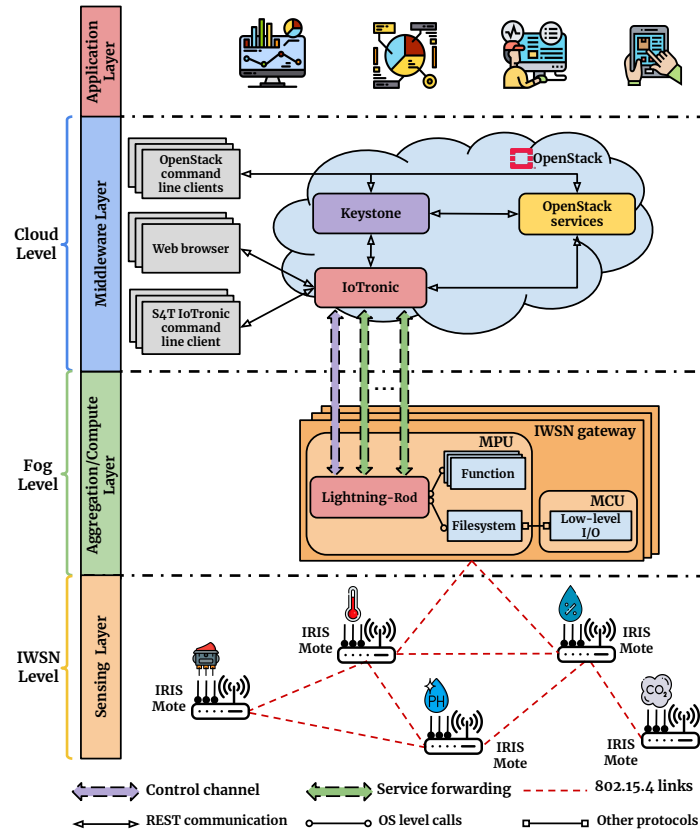 Application
Layer
OpenStack
OpenStack
command
line clients
Keystone
OpenStack
services
Cloud
Level
Middleware Layer
Web browser
IoTronic
S4T IoTronic
command
line client
...
IWSN gateway
MPU
Fog
Level
Aggregation/Compute
Layer
Function
Lightning-Rod
MCU
Filesystem
Low-level
I/O
IRIS
Mote
IRIS
Mote
IWSN
Level
Sensing Layer
%
IRIS
Mote
PH
CO2
IRIS
Mote
IRIS
Mote
Control channel
Service forwarding
802.15.4 links
REST communication
OS level calls
Other protocols